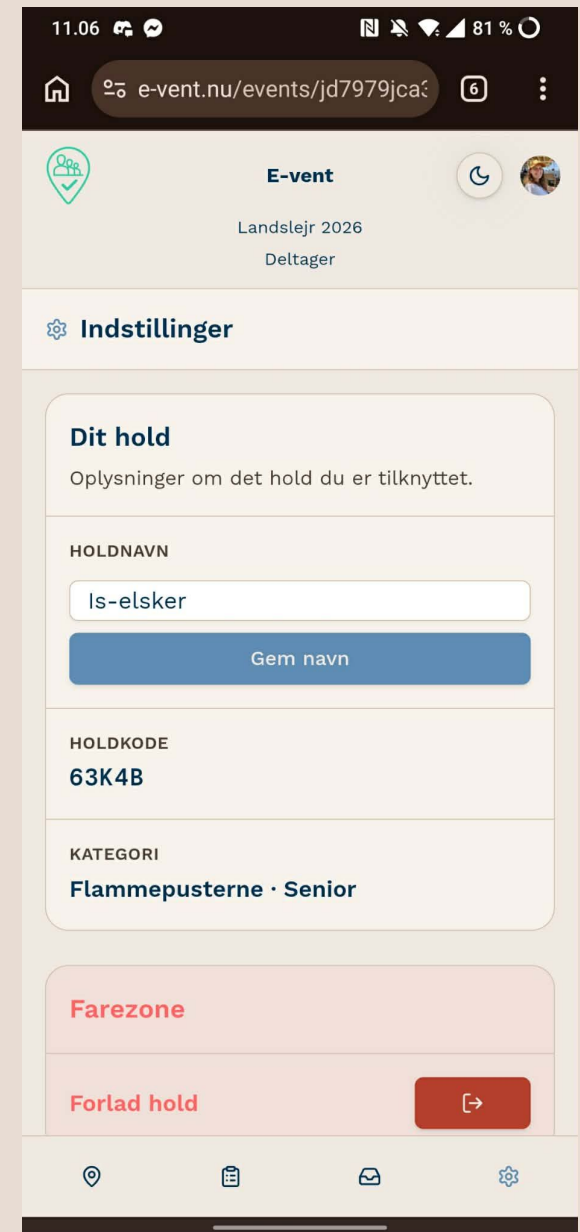 11.06
81 %
e-vent.nu/events/jd7979jca
6
E-vent
Landslejr 2026
Deltager
Indstillinger
Dit hold
Oplysninger om det hold du er tilknyttet.
HOLDNAVN
Is-elsker
Gem navn
HOLDKODE
63K4B
KATEGORI
Flammepusterne · Senior
Farezone
Forlad hold